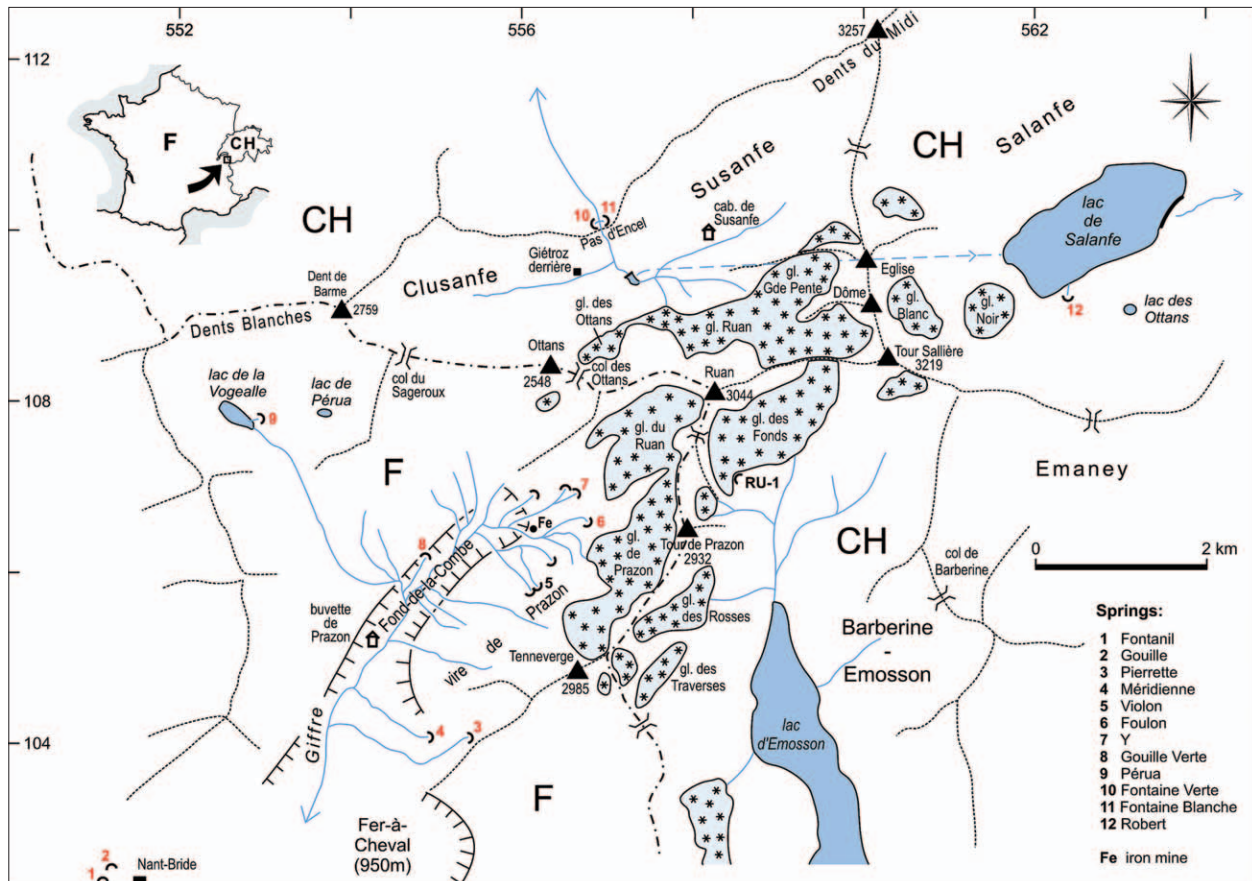 552
556
562
112
3257
Dents du Midi
F
CH
CH
Salanfe
CH
Susanfe
11
10
Pas d'Encel
cab. de
Susanfe
lac
de
Salanfe
Giétroz
derrière
Clusanfe
Eglise
gl.
Gde Pente
Dent de
Barme
2759
gl. des
Ottans
Dôme
gl.
Blanc
gl.
Noir
12
lac des
Ottans
Dents Blanches
gl. Ruan
Ottans
2548
col des
Ottans
Tour Sallière
3219
col du
Sageroux
Ruan
3044
lac de la
Vogealle
lac de
Pérua
108
9
gl. du
Ruan
gl. des
Fonds
Emaney
F
RU-1
7
Fe
6
8
Fond-de-la-Combe
Tour de Prazon
2932
gl.
de
Prazon
CH
0
2 km
col de
Barberine
5
Prazon
de
vire
buvette
de
Prazon
gl.
des Rosses
Barberine
-
Emosson
Tenneverge
2985
gl. des
Traverses
Giffre
4
3
104
lac
d'Emosson
F
Fer-à-
Cheval
(950m)
2
1
Nant-Bride
Springs:
1 Fontanil
2 Gouille
3 Pierrette
4 Méridienne
5 Violon
6 Foulon
7 Y
8 Gouille Verte
9 Pérua
10 Fontaine Verte
11 Fontaine Blanche
12 Robert
Fe iron mine